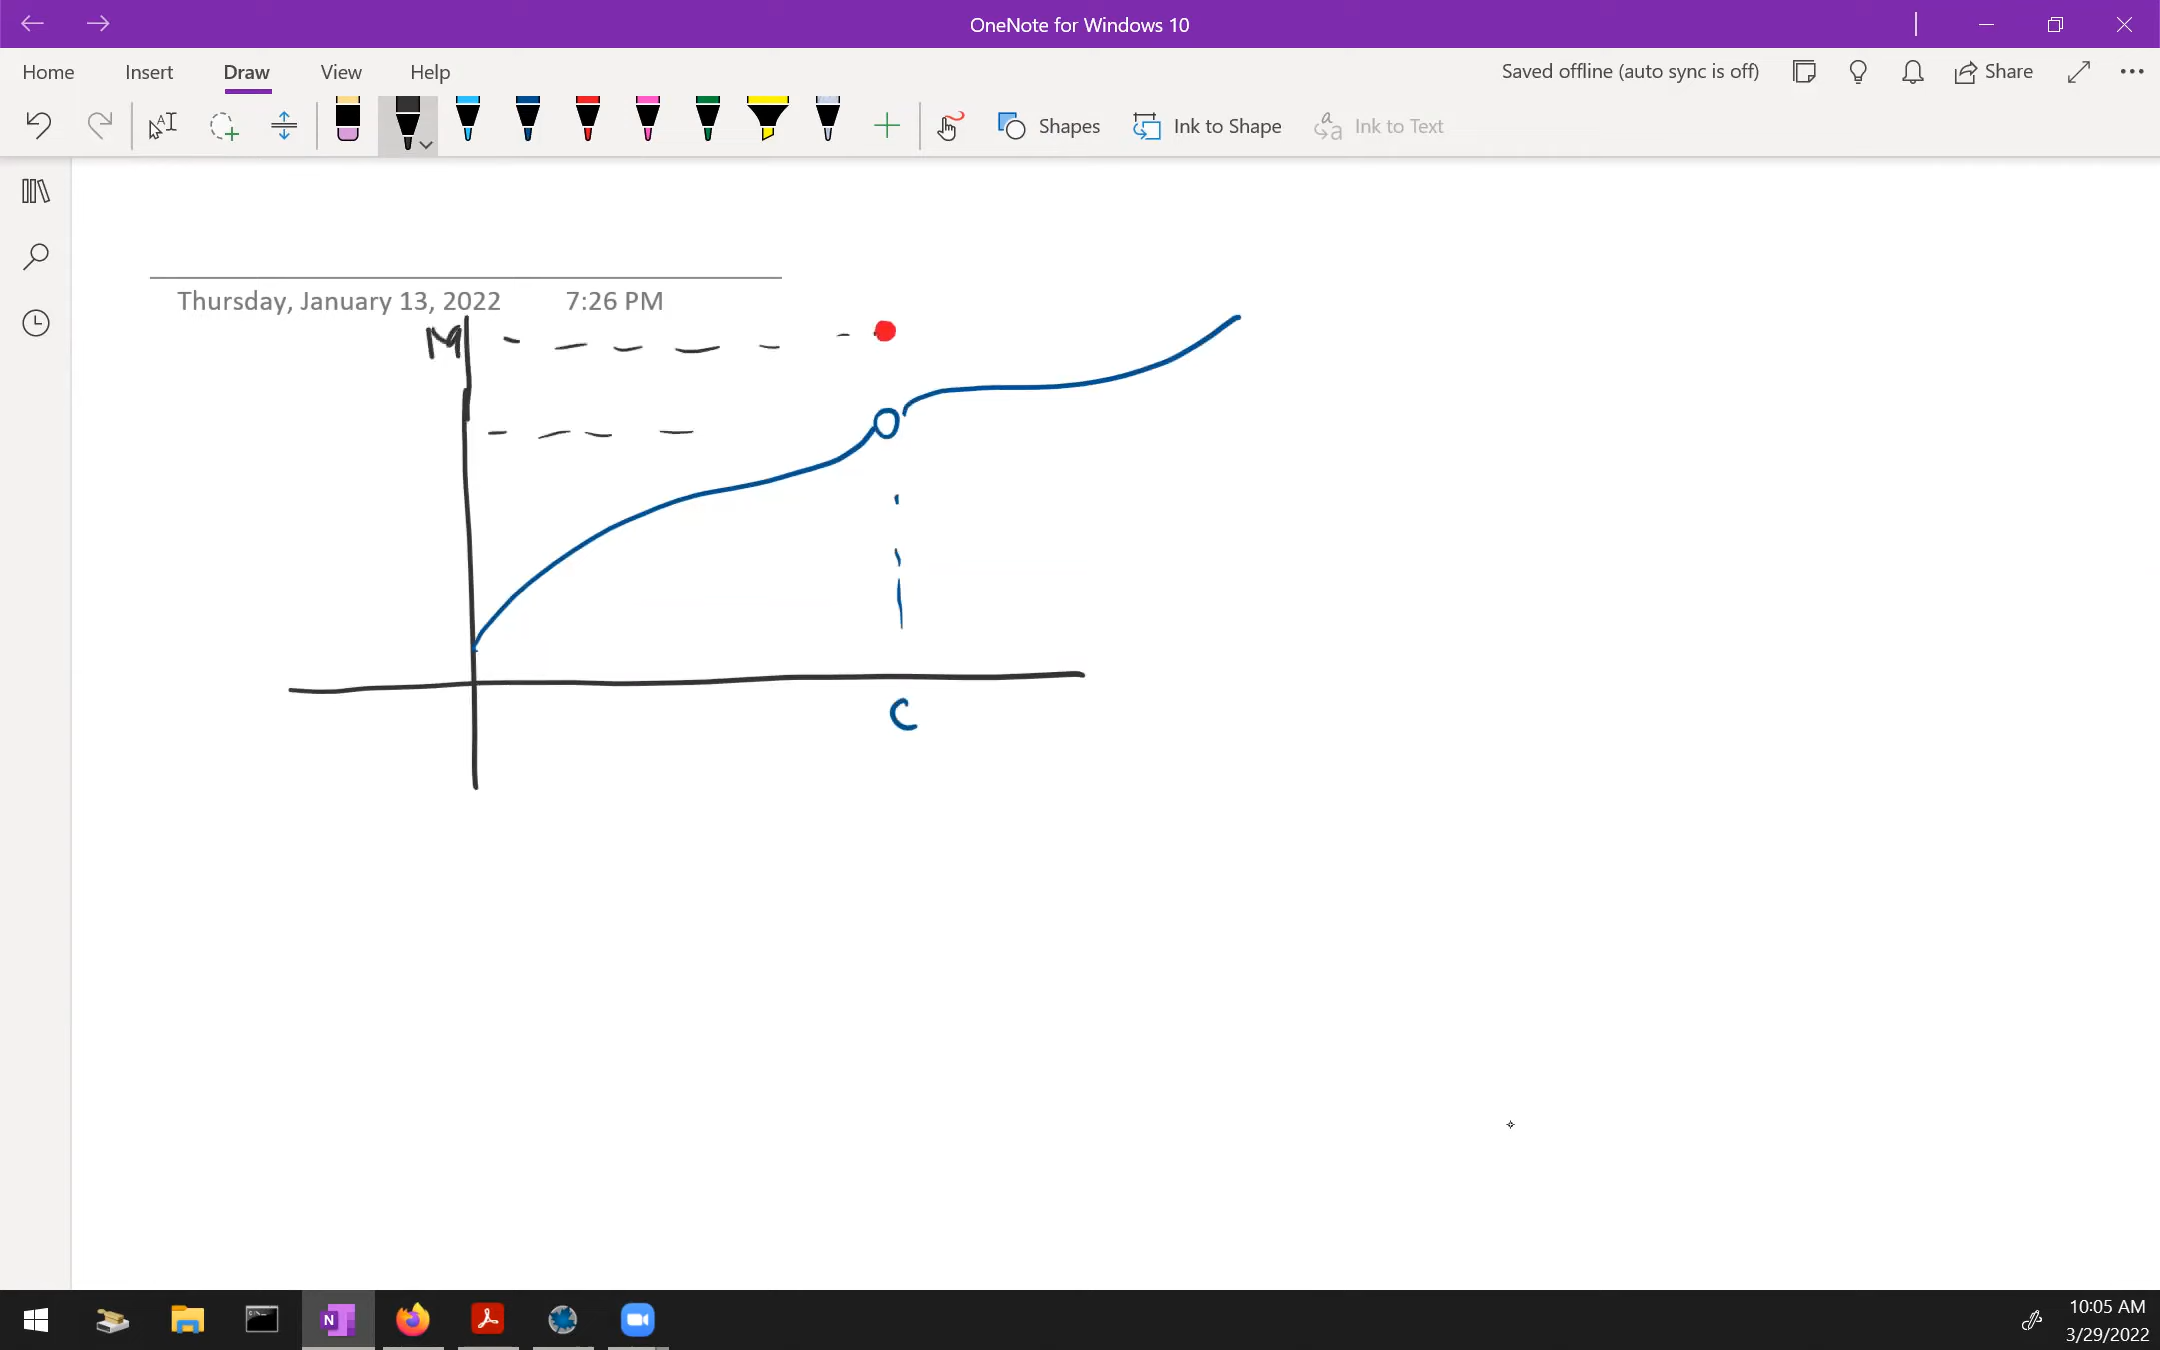 OneNote for Windows 10
Home Insert Draw View Help Saved offline (auto sync is off) Share
Shapes Ink to Shape Ink to Text
Thursday, January 13, 2022 7:26 PM
M
C
10:05 AM
3/29/2022